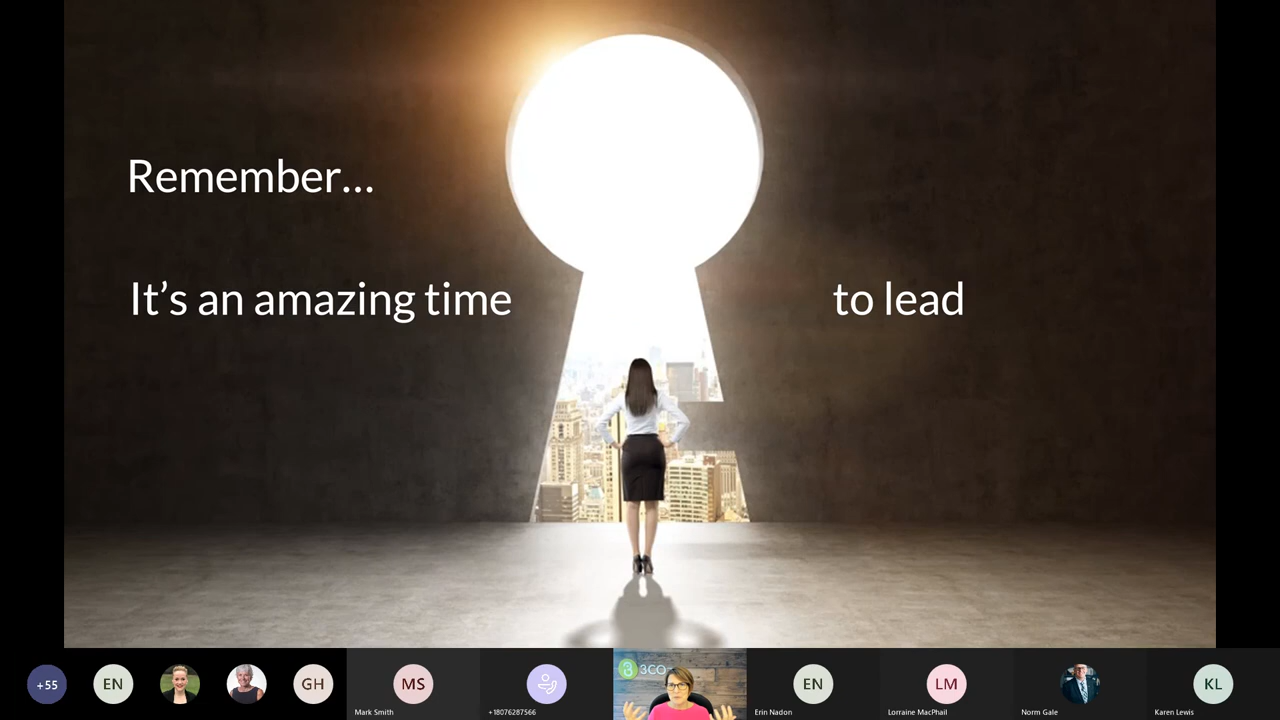 Remember...
It's an amazing time to lead
3CO
+55
EN
GH
MS
EN
LM
KL
Mark Smith
+18076287566
Erin Nadon
Lorraine MacPhail
Norm Gale
Karen Lewis